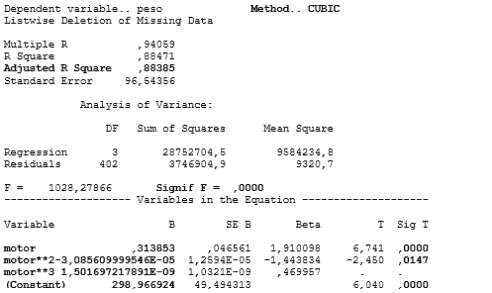 Dependent variable.. peso Method.. CUBIC
Listwise Deletion of Missing Data
Multiple R ,94059
R Square ,88471
Adjusted R Square ,88385
Standard Error 96,54356
Analysis of Variance:
DF Sum of Squares Mean Square
Regression 3 28752704,5 9584234,8
Residuals 402 3746904,9 9320,7
F = 1028,27866 Signif F = ,0000
-------------------- Variables in the Equation --------------------
Variable B SE B Beta T Sig T
motor ,313853 ,046561 1,910098 6,741 ,0000
motor**2-3,085609999546E-05 1,2594E-05 -1,443834 -2,450 ,0147
motor**3 1,501697217891E-09 1,0321E-09 ,469957 . .
(Constant) 298,966924 49,494313 6,040 ,0000